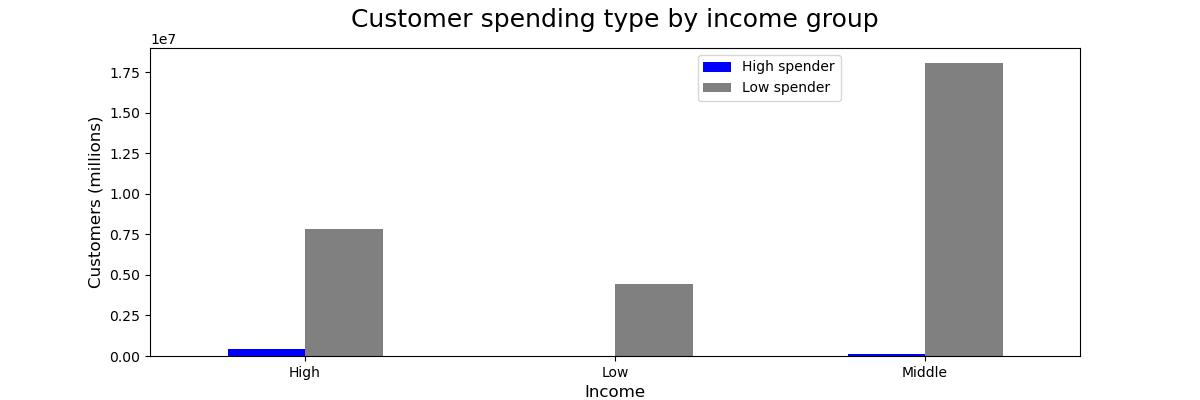 Customer spending type by income group
1e7
High spender
Low spender
1.75
1.50
1.25
1.00
0.75
0.50
0.25
0.00
Customers (millions)
High Low Middle
Income